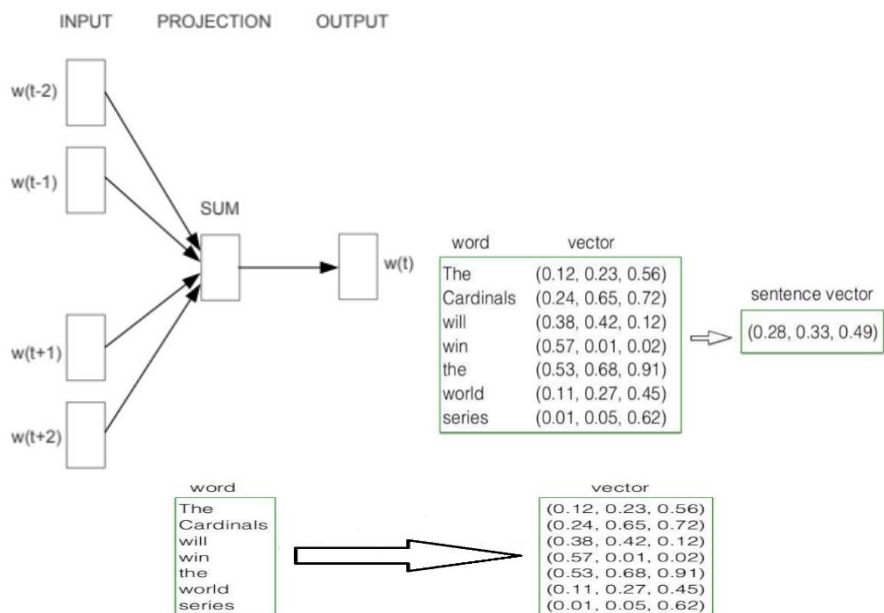 INPUT PROJECTION OUTPUT
w(t-2)
w(t-1)
SUM
w(t)
w(t+1)
w(t+2)
word vector
The (0.12, 0.23, 0.56)
Cardinals (0.24, 0.65, 0.72)
will (0.38, 0.42, 0.12)
win (0.57, 0.01, 0.02)
the (0.53, 0.68, 0.91)
world (0.11, 0.27, 0.45)
series (0.01, 0.05, 0.62)
sentence vector
(0.28, 0.33, 0.49)
word vector
The (0.12, 0.23, 0.56)
Cardinals (0.24, 0.65, 0.72)
will (0.38, 0.42, 0.12)
win (0.57, 0.01, 0.02)
the (0.53, 0.68, 0.91)
world (0.11, 0.27, 0.45)
series (0.01, 0.05, 0.62)